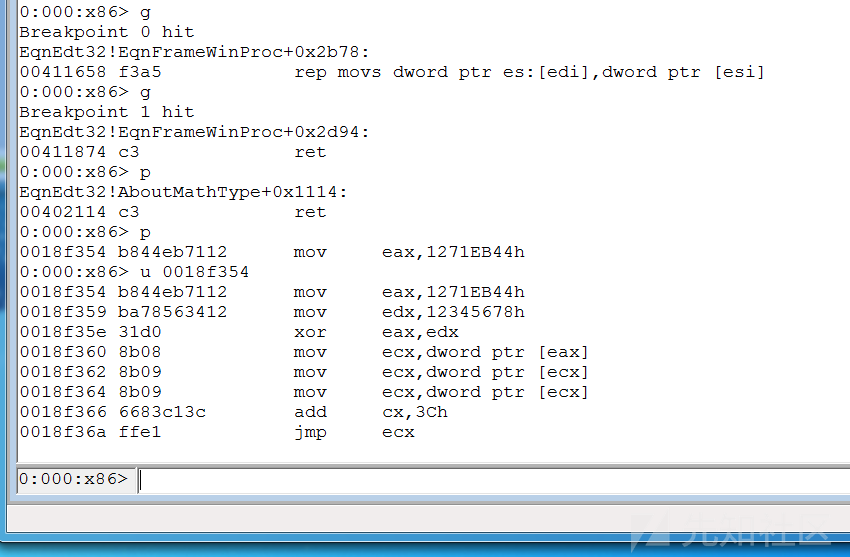 0:000:x86> g
Breakpoint 0 hit
EqnEdt32!EqnFrameWinProc+0x2b78:
00411658 f3a5            rep movs dword ptr es:[edi],dword ptr [esi]
0:000:x86> g
Breakpoint 1 hit
EqnEdt32!EqnFrameWinProc+0x2d94:
00411874 c3              ret
0:000:x86> p
EqnEdt32!AboutMathType+0x1114:
00402114 c3              ret
0:000:x86> p
0018f354 b844eb7112      mov     eax,1271EB44h
0:000:x86> u 0018f354
0018f354 b844eb7112      mov     eax,1271EB44h
0018f359 ba78563412      mov     edx,12345678h
0018f35e 31d0            xor     eax,edx
0018f360 8b08            mov     ecx,dword ptr [eax]
0018f362 8b09            mov     ecx,dword ptr [ecx]
0018f364 8b09            mov     ecx,dword ptr [ecx]
0018f366 6683c13c        add     cx,3Ch
0018f36a ffe1            jmp     ecx
0:000:x86>
先知社区